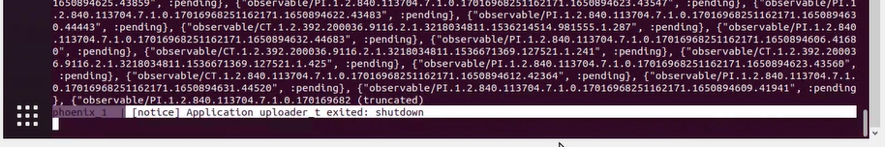 1650894625.43859", :pending}, {"observable/PI.1.2.840.113704.7.1.0.17016968251162171.1650894623.43547", :pending}, {"observable/PI.1
.2.840.113704.7.1.0.17016968251162171.1650894622.43483", :pending}, {"observable/PI.1.2.840.113704.7.1.0.17016968251162171.165089463
0.44443", :pending}, {"observable/CT.1.2.392.200036.9116.2.1.3218034811.1536214514.981555.1.287", :pending}, {"observable/PI.1.2.840
.113704.7.1.0.17016968251162171.1650894632.44683", :pending}, {"observable/PI.1.2.840.113704.7.1.0.17016968251162171.1650894606.4168
0", :pending}, {"observable/CT.1.2.392.200036.9116.2.1.3218034811.1536671369.127521.1.241", :pending}, {"observable/CT.1.2.392.20003
6.9116.2.1.3218034811.1536671369.127521.1.425", :pending}, {"observable/PI.1.2.840.113704.7.1.0.17016968251162171.1650894623.43560",
:pending}, {"observable/CT.1.2.840.113704.7.1.0.17016968251162171.1650894612.42364", :pending}, {"observable/PI.1.2.840.113704.7.1.
0.17016968251162171.1650894631.44520", :pending}, {"observable/PI.1.2.840.113704.7.1.0.17016968251162171.1650894609.41941", :pending
}, {"observable/PI.1.2.840.113704.7.1.0.170169682 (truncated)
phoenix_1 | [notice] Application uploader_t exited: shutdown